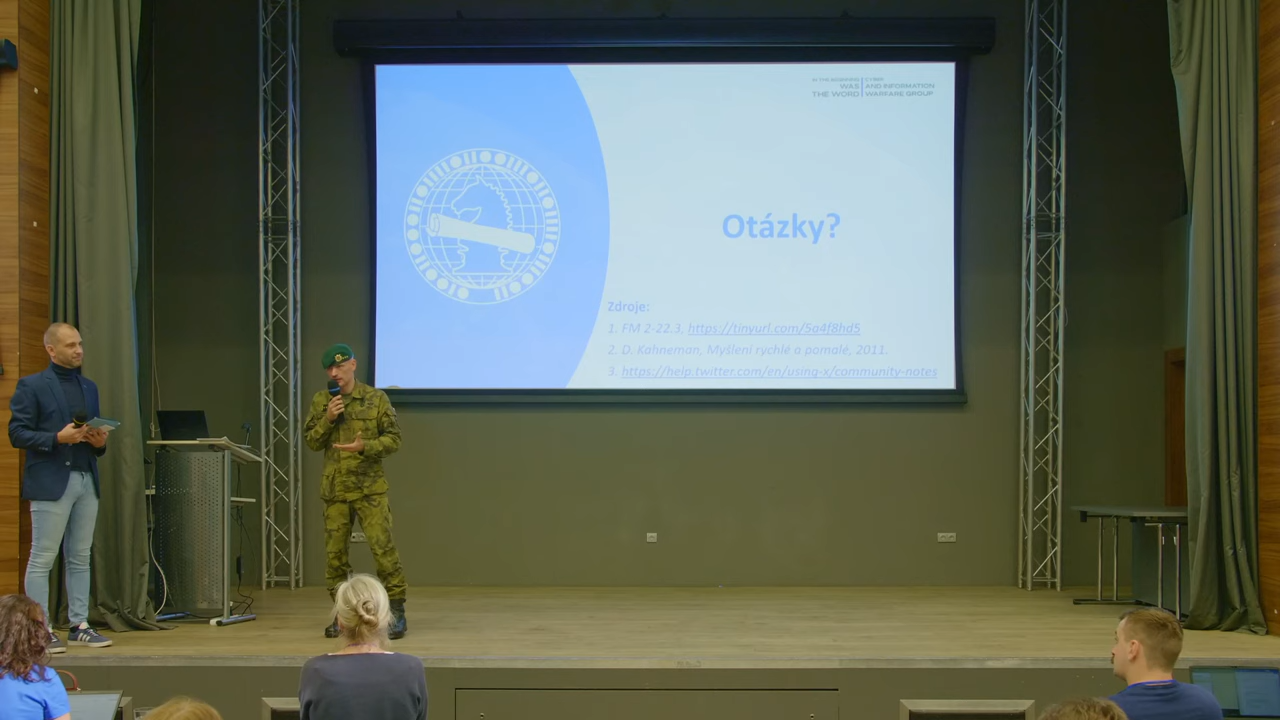 IN THE BEGINNING
WAS
THE WORD
CYBER
AND INFORMATION
WARFARE GROUP
Otázky?
Zdroje:
1. FM 2-22.3, https://tinyurl.com/5a4f8hd5
2. D. Kahneman, Myšlení rychlé a pomalé, 2011.
3. https://help.twitter.com/en/using-x/community-notes